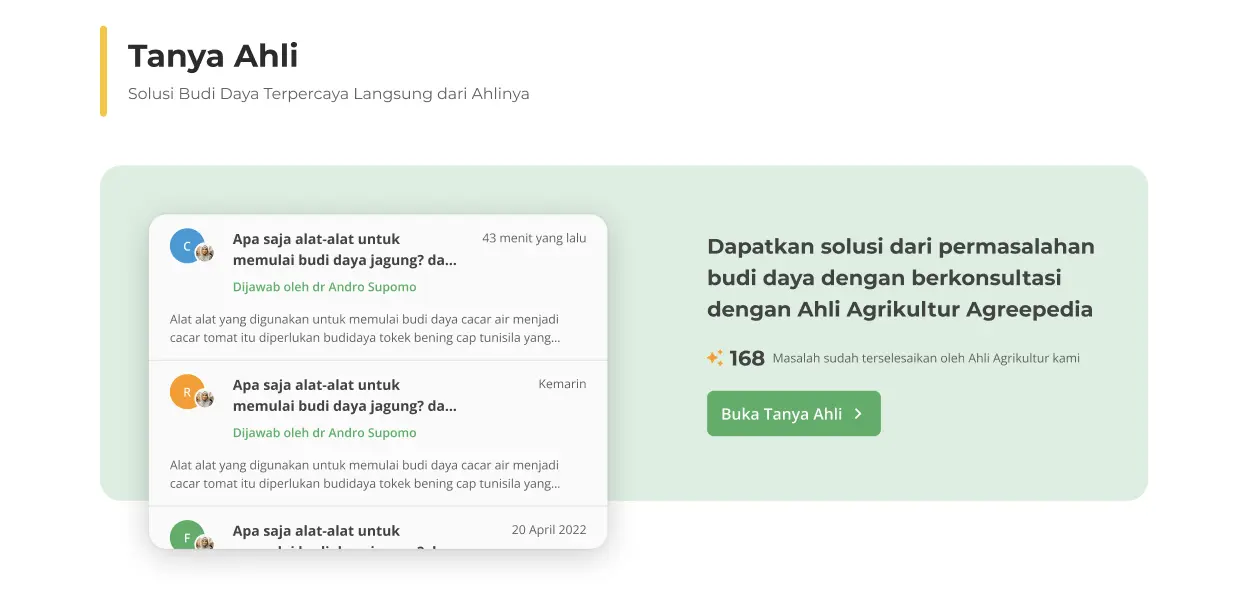 Tanya Ahli
Solusi Budi Daya Terpercaya Langsung dari Ahlinya
C
Apa saja alat-alat untuk
memulai budi daya jagung? da...
43 menit yang lalu
Dijawab oleh dr Andro Supomo
Alat alat yang digunakan untuk memulai budi daya cacar air menjadi
cacar tomat itu diperlukan budidaya tokek bening cap tunisila yang...
R
Apa saja alat-alat untuk
memulai budi daya jagung? da...
Kemarin
Dijawab oleh dr Andro Supomo
Alat alat yang digunakan untuk memulai budi daya cacar air menjadi
cacar tomat itu diperlukan budidaya tokek bening cap tunisila yang...
F
Apa saja alat-alat untuk
20 April 2022
Dapatkan solusi dari permasalahan
budi daya dengan berkonsultasi
dengan Ahli Agrikultur Agreepedia
168 Masalah sudah terselesaikan oleh Ahli Agrikultur kami
Buka Tanya Ahli